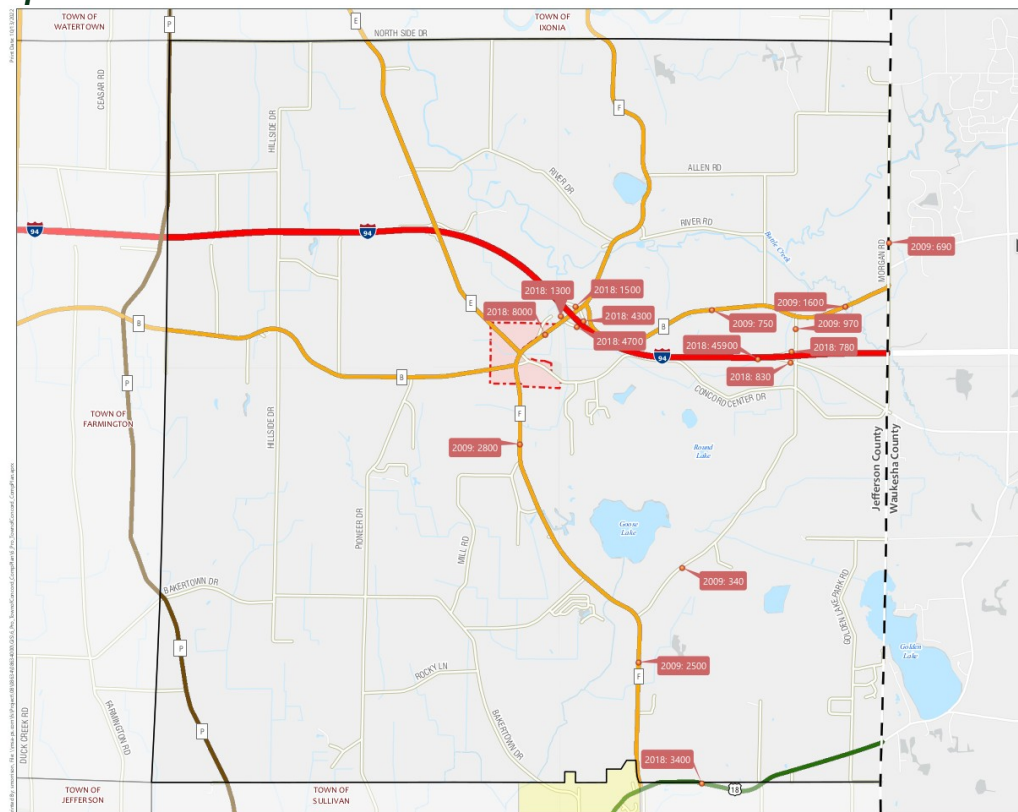 TOWN OF
WATERTOWN
P
E
TOWN OF
IXONIA
NORTH SIDE DR
CEASAR RD
HILLSIDE DR
F
ALLEN RD
RIVER DR
RIVER RD
94
94
MORGAN RD
2009: 690
2018: 1300
2018: 1500
2009: 1600
E
2018: 8000
2018: 4300
B
2009: 750
2009: 970
B
2018: 4700
2018: 45900
2018: 780
94
2018: 830
B
P
CONCORD CENTER DR
TOWN OF
FARMINGTON
HILLSIDE DR
F
2009: 2800
Round
Lake
Jefferson County
Waukesha County
PIONEER DR
MILL RD
Goose
Lake
2009: 340
BAKERTOWN DR
GOLDEN LAKE PARK RD
P
Golden
Lake
ROCKY LN
2009: 2500
F
DUCK CREEK RD
FARMINGTON RD
P
BAKERTOWN DR
2018: 3400
18
TOWN OF
JEFFERSON
TOWN OF
SULLIVAN